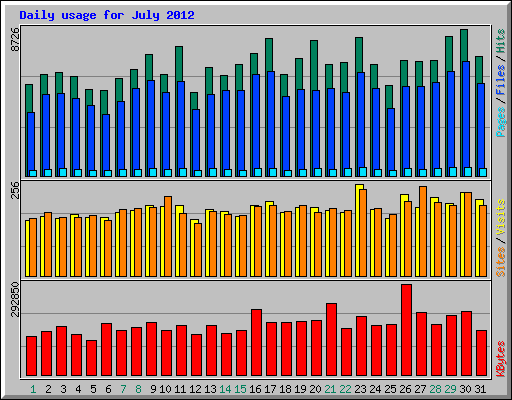 Daily usage for July 2012
8726
Pages/Files/Hits
256
Sites/Visits
292850
KBytes
1 2 3 4 5 6 7 8 9 10 11 12 13 14 15 16 17 18 19 20 21 22 23 24 25 26 27 28 29 30 31